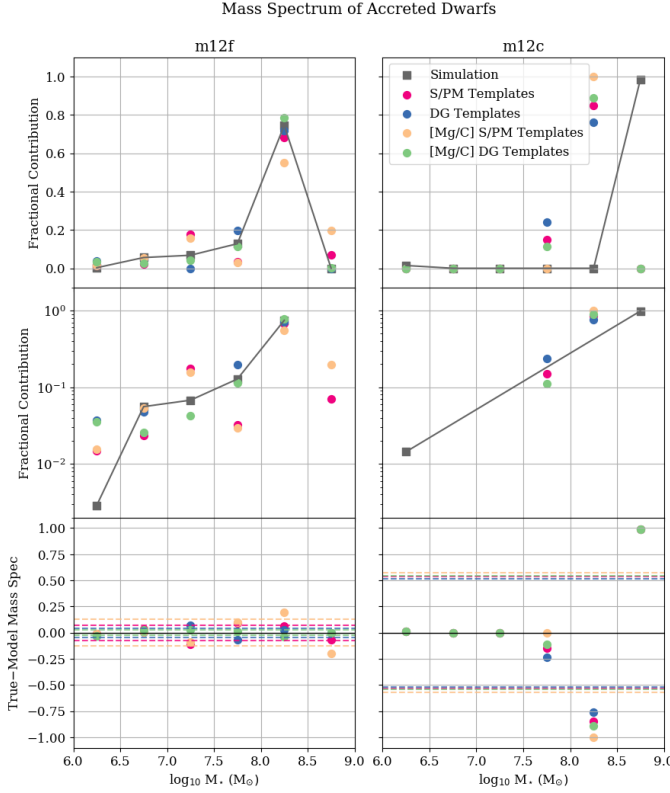 Mass Spectrum of Accreted Dwarfs
m12f
m12c
Fractional Contribution
1.0
0.8
0.6
0.4
0.2
0.0
Simulation
S/PM Templates
DG Templates
[Mg/C] S/PM Templates
[Mg/C] DG Templates
Fractional Contribution
10⁰
10⁻¹
10⁻²
True−Model Mass Spec
1.00
0.75
0.50
0.25
0.00
−0.25
−0.50
−0.75
−1.00
6.0 6.5 7.0 7.5 8.0 8.5 9.0
6.0 6.5 7.0 7.5 8.0 8.5 9.0
log₁₀ M⋆ (M⊙)
log₁₀ M⋆ (M⊙)